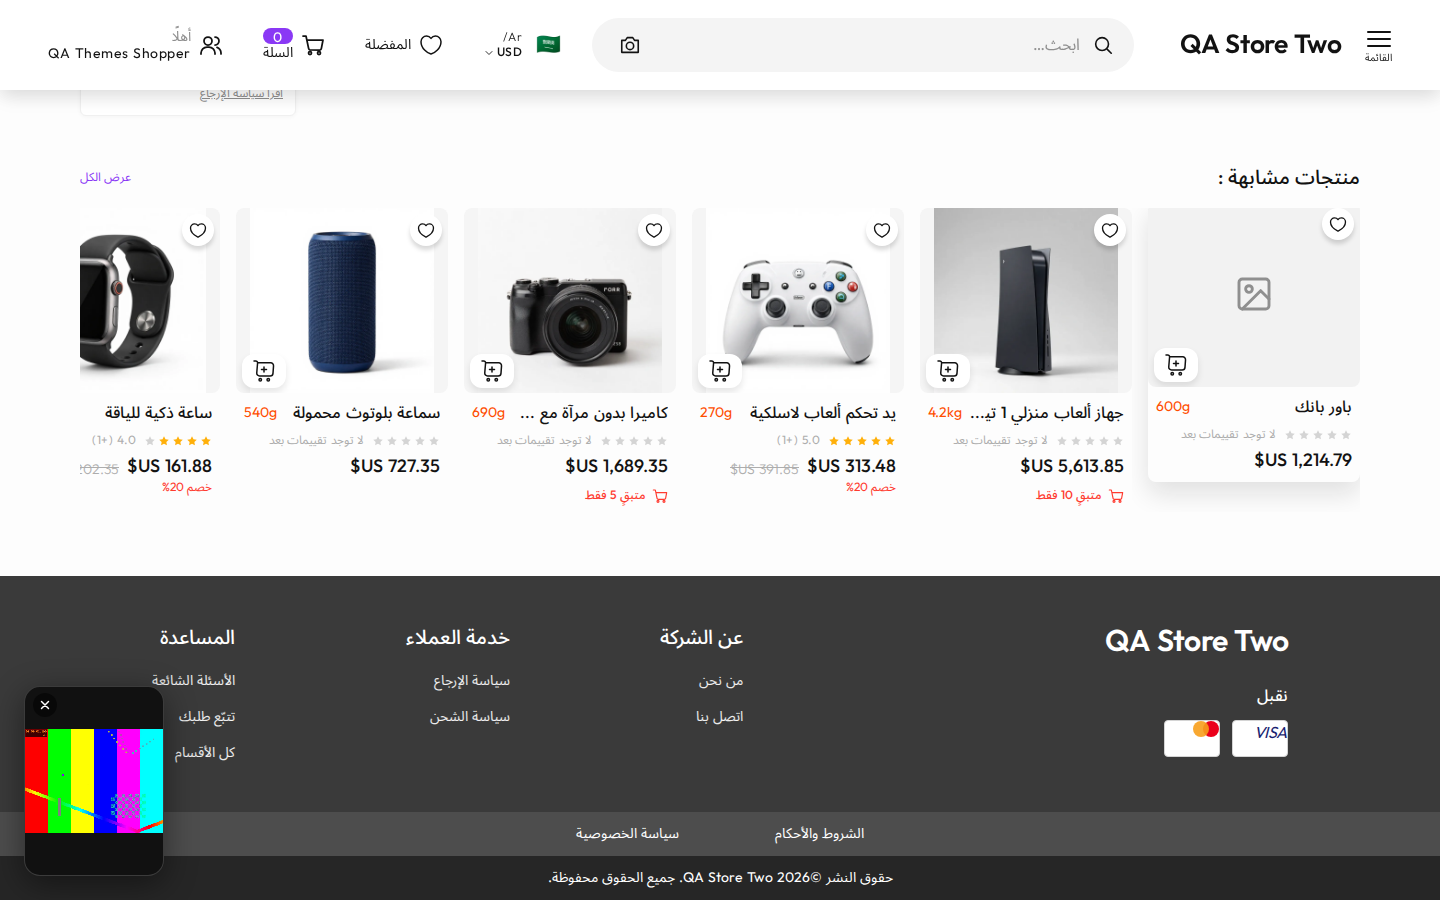 القائمة
QA Store Two
ابحث...
Ar/
USD
المفضلة
0
السلة
أهلًا
QA Themes Shopper
اقرأ سياسة الإرجاع
منتجات مشابهة :
عرض الكل
باور بانك
600g
لا توجد تقييمات بعد
$US 1,214.79
جهاز ألعاب منزلي 1 تي...
4.2kg
لا توجد تقييمات بعد
$US 5,613.85
متبقٍ 10 فقط
يد تحكم ألعاب لاسلكية
270g
5.0 (+1)
$US 313.48
$US 391.85
خصم 20%
FORR
كاميرا بدون مرآة مع ...
690g
لا توجد تقييمات بعد
$US 1,689.35
متبقٍ 5 فقط
سماعة بلوتوث محمولة
540g
لا توجد تقييمات بعد
$US 727.35
ساعة ذكية للياقة
4.0 (+1)
$US 161.88
202.35
خصم 20%
QA Store Two
نقبل
VISA
عن الشركة
من نحن
اتصل بنا
خدمة العملاء
سياسة الإرجاع
سياسة الشحن
المساعدة
الأسئلة الشائعة
تتبّع طلبك
كل الأقسام
الشروط والأحكام
سياسة الخصوصية
حقوق النشر ©2026 QA Store Two. جميع الحقوق محفوظة.